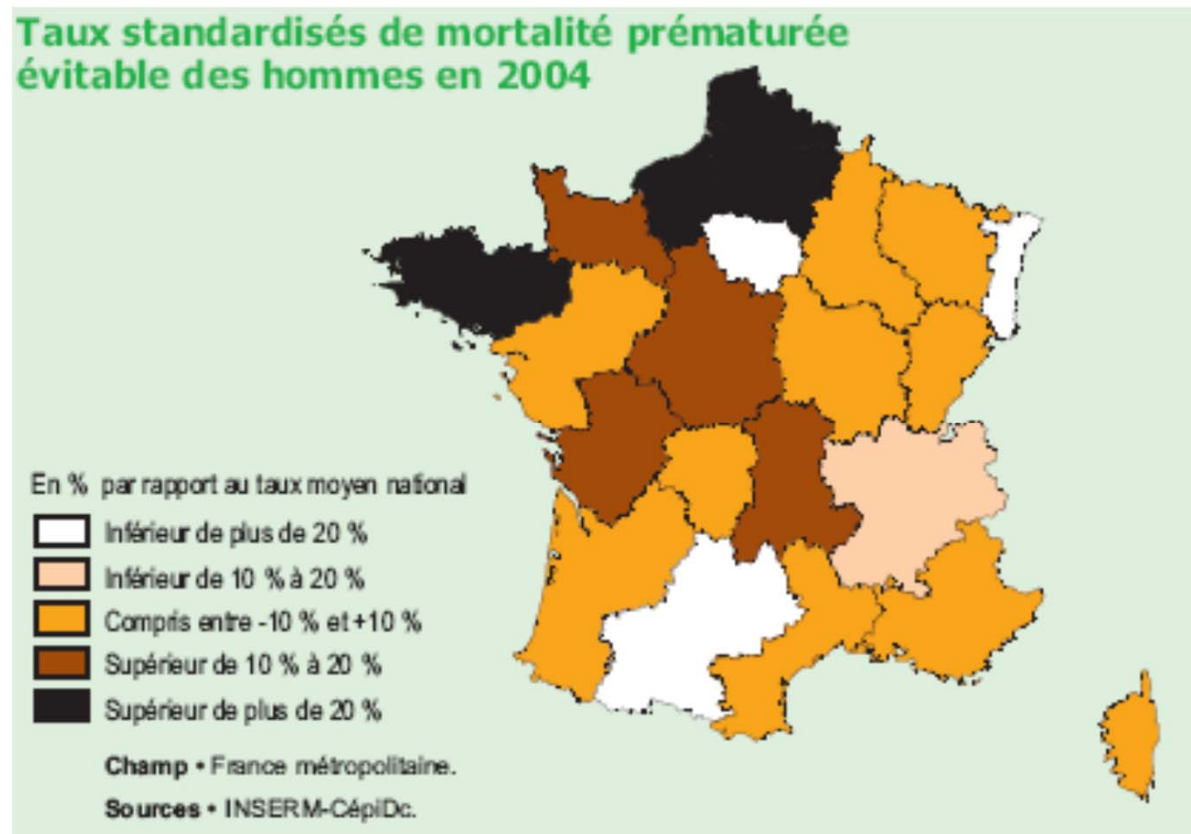 Taux standardisés de mortalité prématurée
évitable des hommes en 2004
En % par rapport au taux moyen national
Inférieur de plus de 20 %
Inférieur de 10 % à 20 %
Compris entre -10 % et +10 %
Supérieur de 10 % à 20 %
Supérieur de plus de 20 %
Champ • France métropolitaine.
Sources • INSERM-CépiDc.